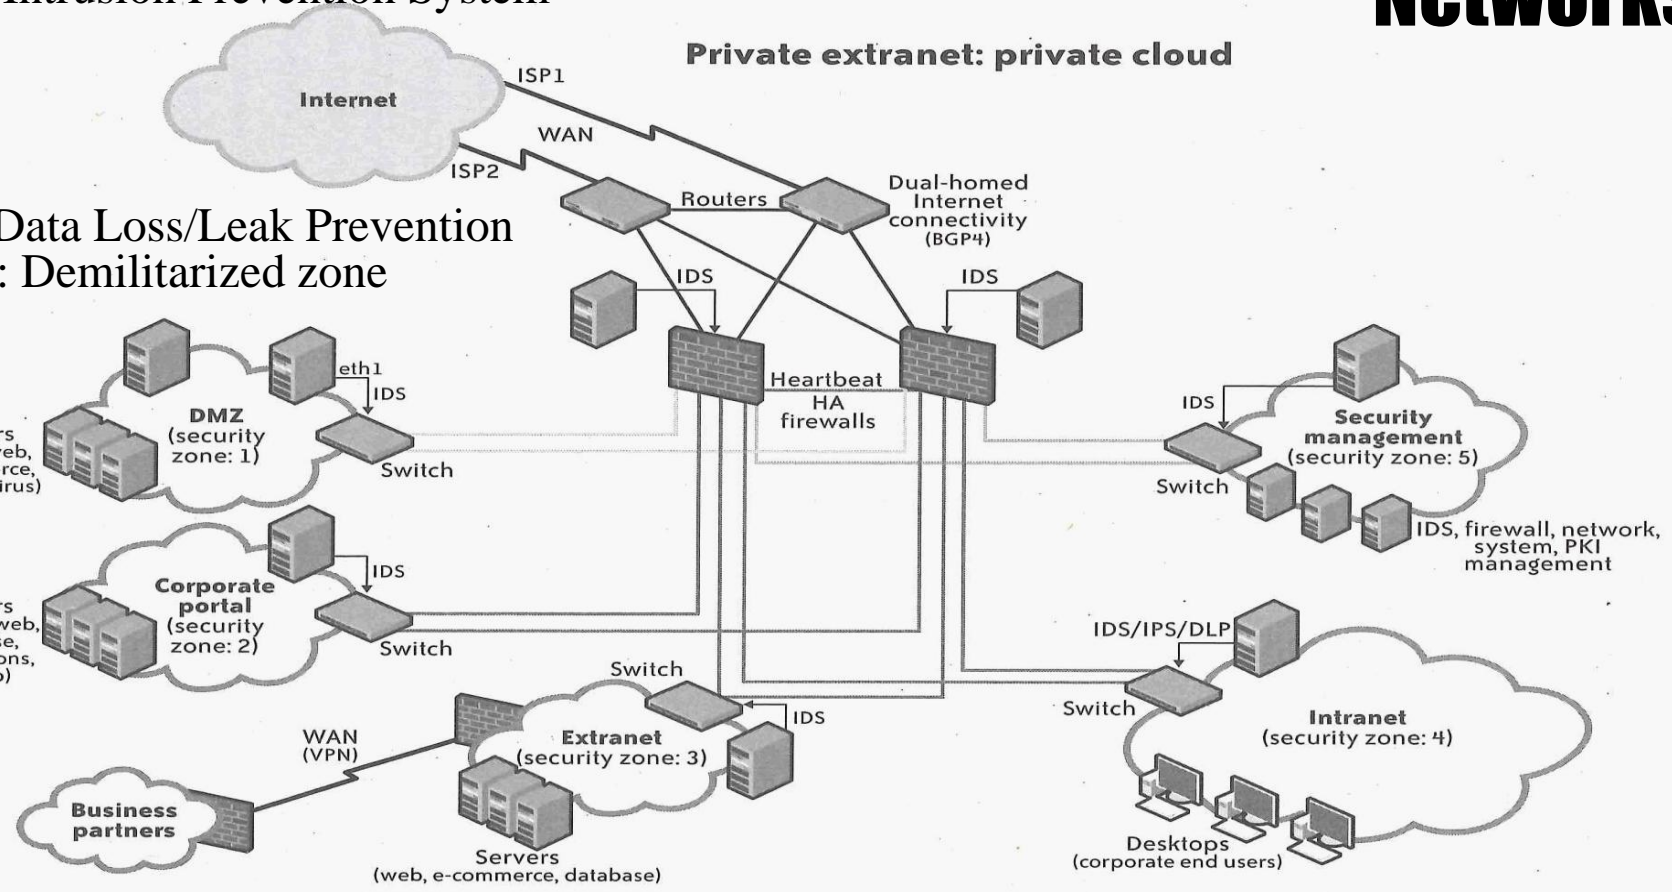 Intrusion Prevention System
Networks
Private extranet: private cloud
Internet
ISP1
WAN
ISP2
Routers
Dual-homed
Internet
connectivity
(BGP4)
Data Loss/Leak Prevention
: Demilitarized zone
IDS
IDS
Heartbeat
HA
firewalls
eth1
IDS
DMZ
(security
zone: 1)
Switch
IDS
Security
management
(security zone: 5)
Switch
IDS, firewall, network,
system, PKI
management
IDS
Corporate
portal
(security
zone: 2)
web,
Switch
IDS/IPS/DLP
Switch
Intranet
(security zone: 4)
Desktops
(corporate end users)
Switch
IDS
Extranet
(security zone: 3)
WAN
(VPN)
Business
partners
Servers
(web, e-commerce, database)